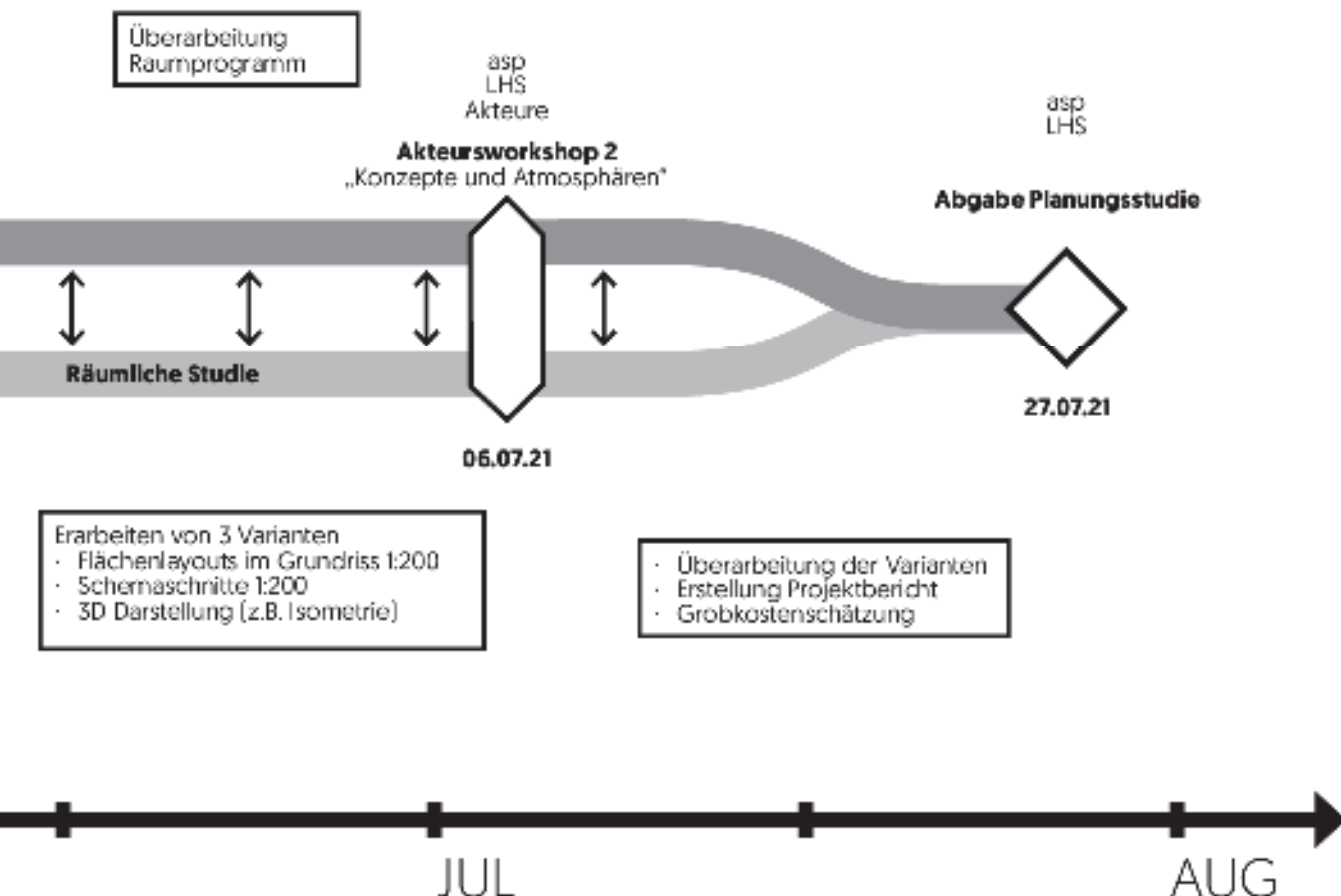 Überarbeitung
Raumprogramm
asp
LHS
Akteure
Akteursworkshop 2
„Konzepte und Atmosphären"
asp
LHS
Abgabe Planungsstudie
Räumliche Studie
06.07.21
27.07.21
Erarbeiten von 3 Varianten
· Flächenlayouts im Grundriss 1:200
· Schemaschnitte 1:200
· 3D Darstellung (z.B. Isometrie)
· Überarbeitung der Varianten
· Erstellung Projektbericht
· Grobkostenschätzung
JUL
AUG